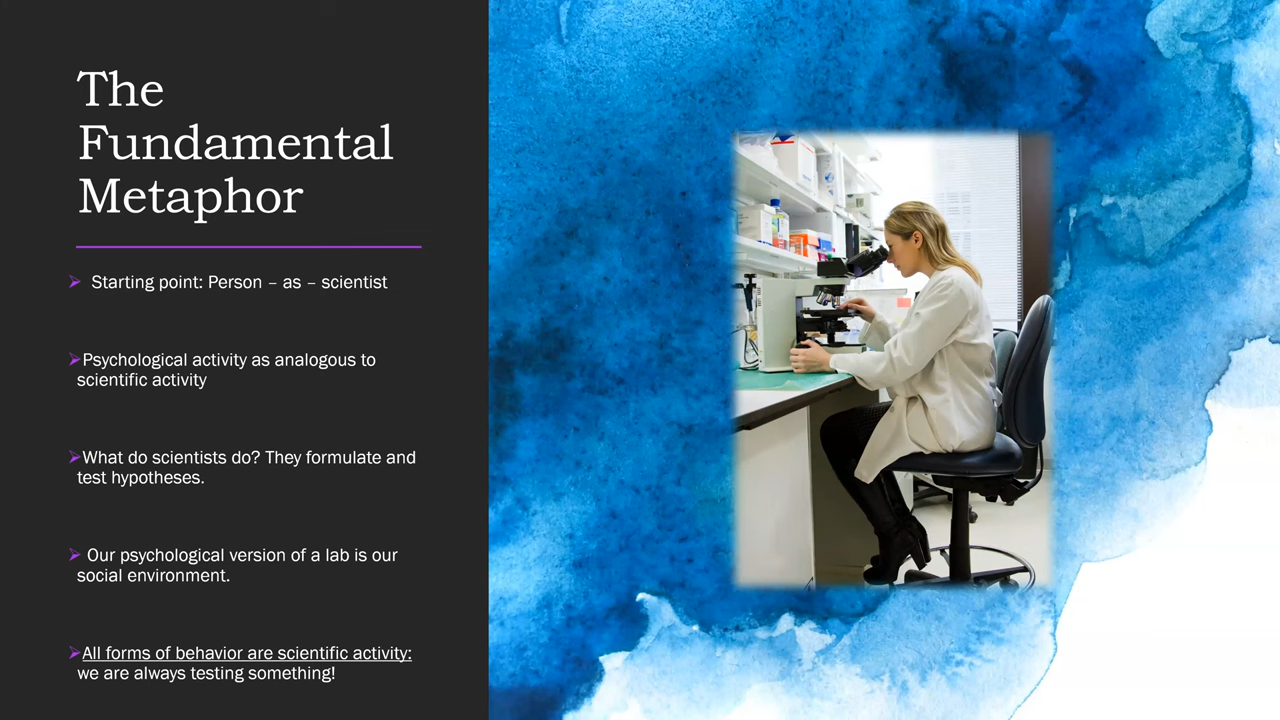 The
Fundamental
Metaphor
➢ Starting point: Person – as – scientist
➢Psychological activity as analogous to
scientific activity
➢What do scientists do? They formulate and
test hypotheses.
➢ Our psychological version of a lab is our
social environment.
➢All forms of behavior are scientific activity:
we are always testing something!